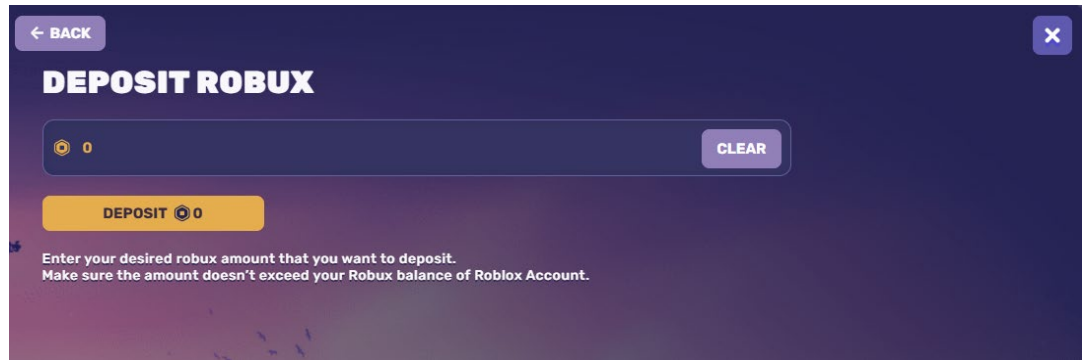 ← BACK
DEPOSIT ROBUX
0
CLEAR
DEPOSIT 0
Enter your desired robux amount that you want to deposit.
Make sure the amount doesn't exceed your Robux balance of Roblox Account.